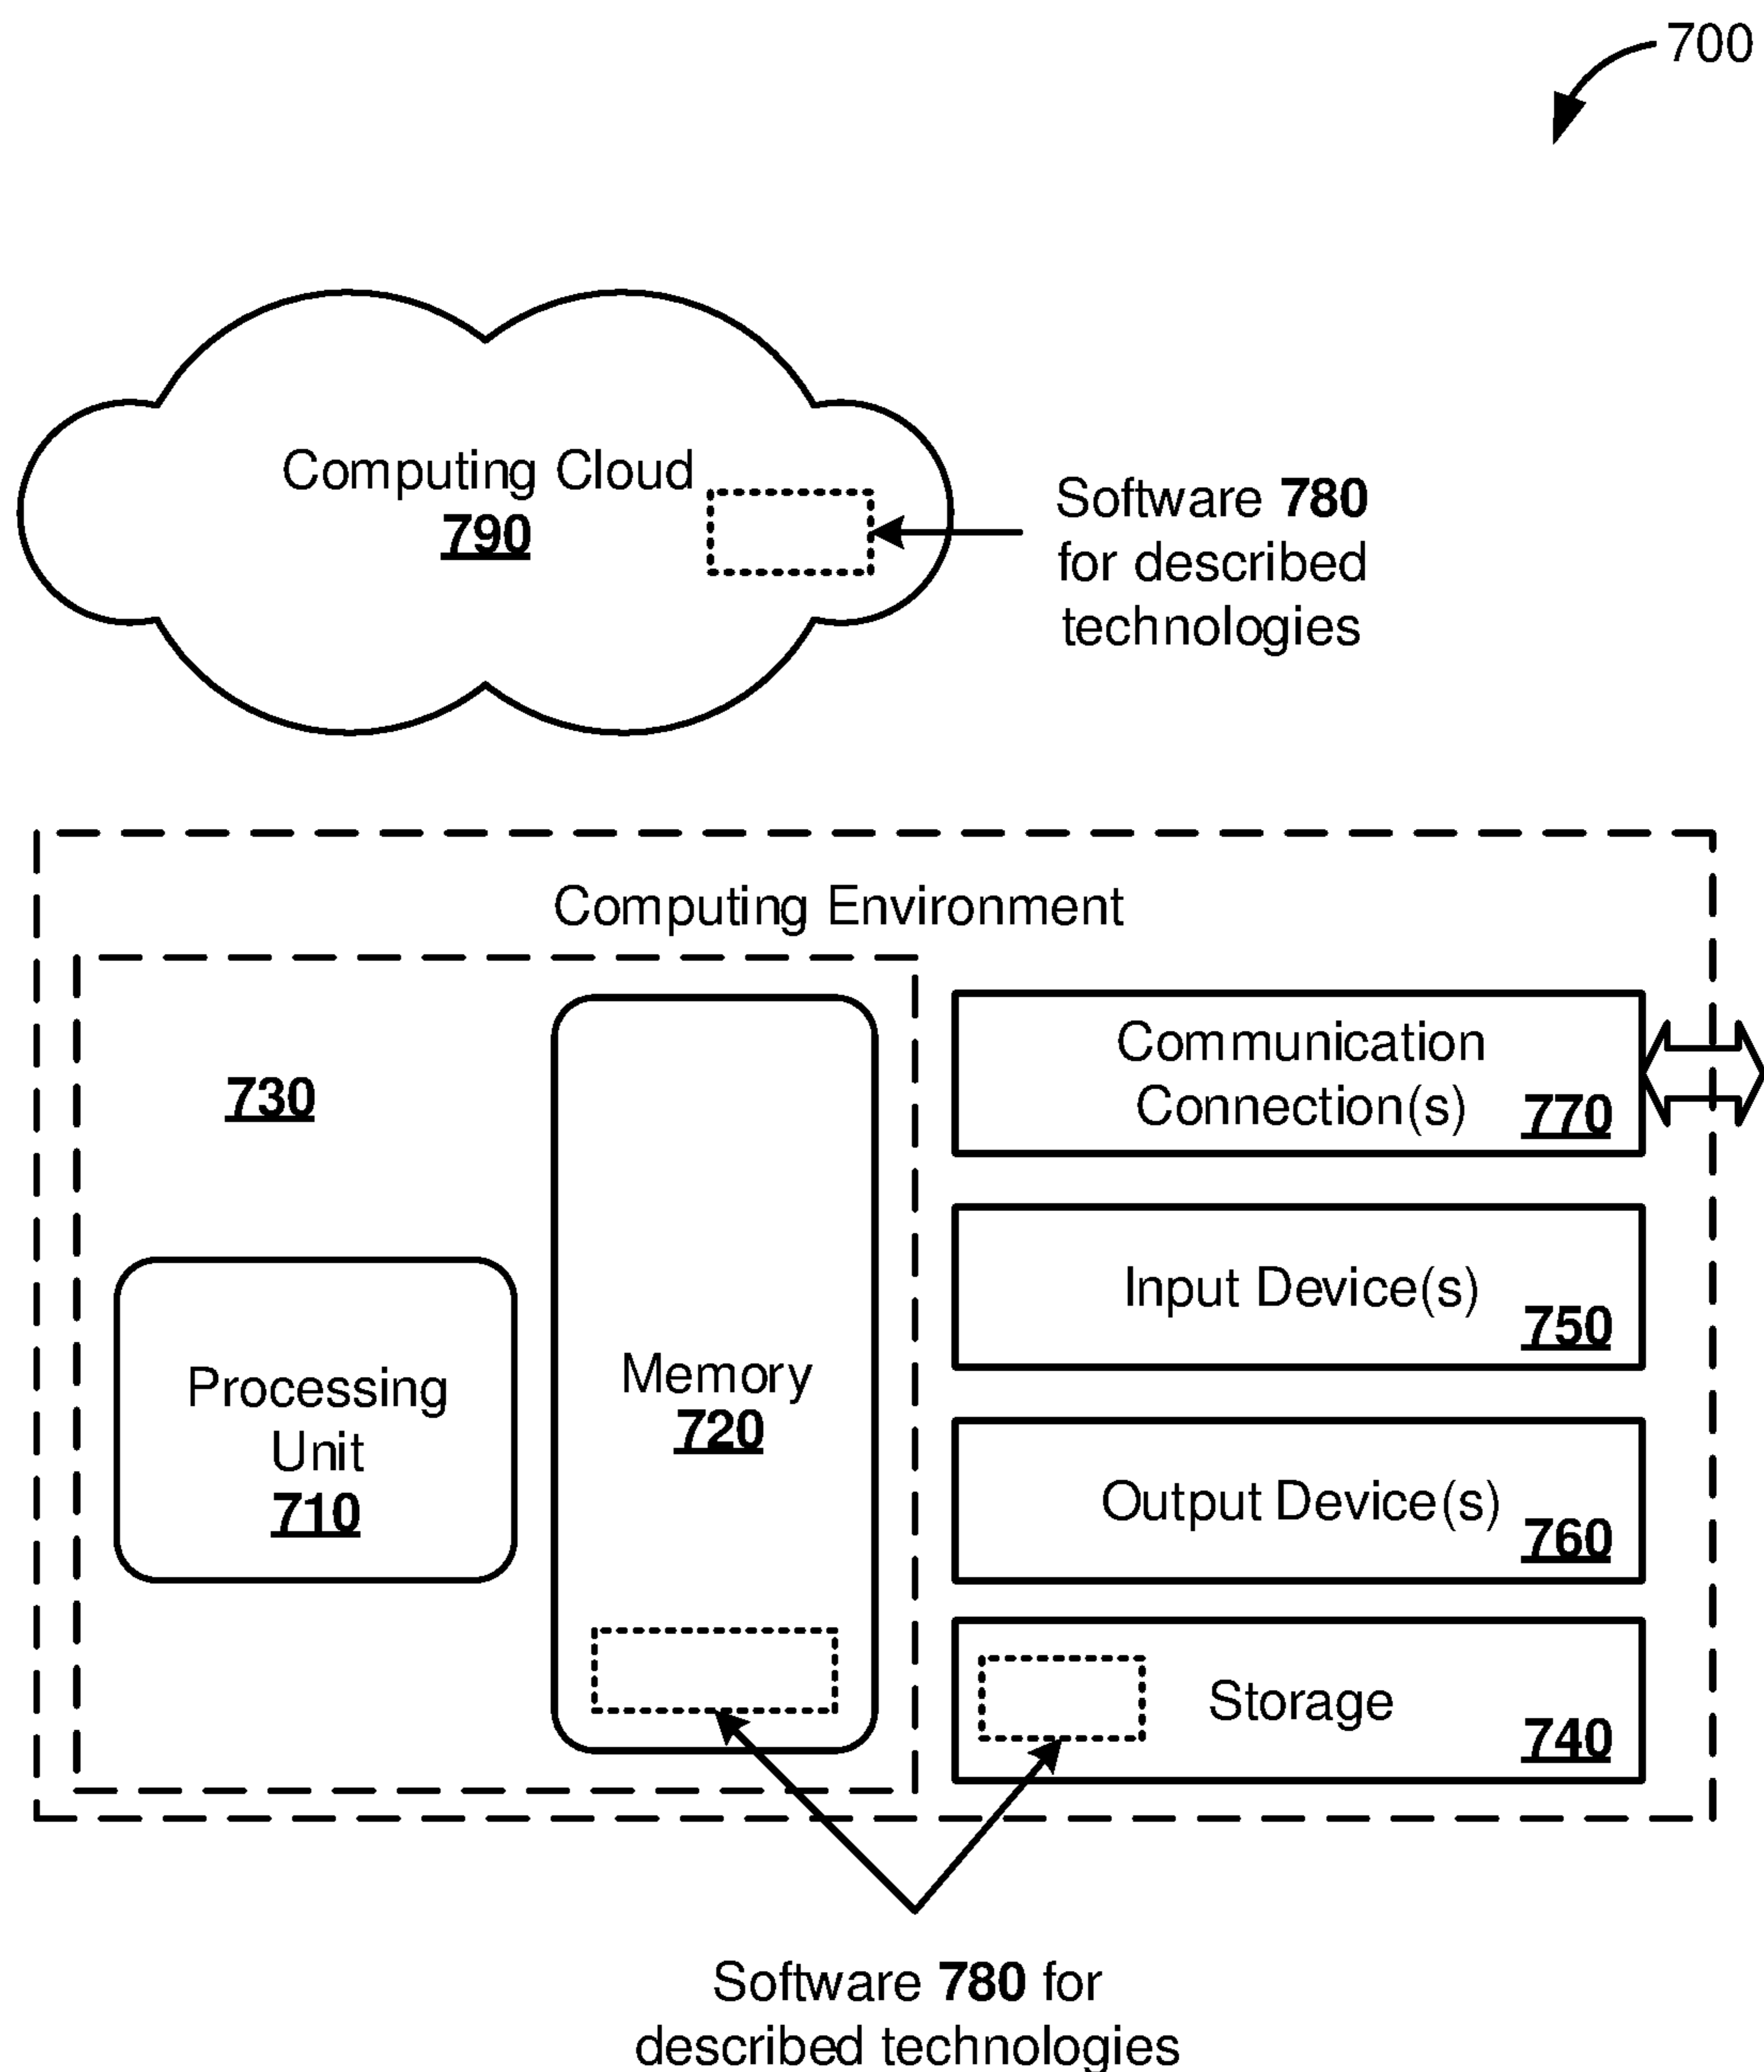 700
Computing Cloud
790
Software 780
for described
technologies
Computing Environment
730
Processing
Unit
710
Memory
720
Communication
Connection(s)
770
Input Device(s)
750
Output Device(s)
760
Storage
740
Software 780 for
described technologies